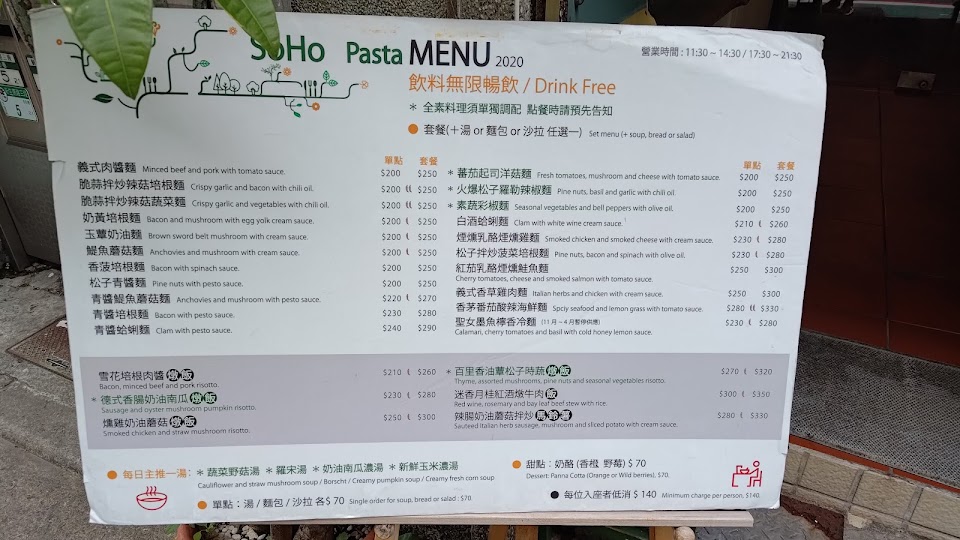 SoHo Pasta MENU 2020
營業時間 : 11:30 ~ 14:30 / 17:30 ~ 21:30
飲料無限暢飲 / Drink Free
* 全素料理須單獨調配 點餐時請預先告知
● 套餐(＋湯 or 麵包 or 沙拉 任選一) Set menu (+ soup, bread or salad)
單點 套餐
義式肉醬麵 Minced beef and pork with tomato sauce. $200 $250
脆蒜拌炒辣菇培根麵 Crispy garlic and bacon with chili oil. $200 $250
脆蒜拌炒辣菇蔬菜麵 Crispy garlic and vegetables with chili oil. $200 $250
奶黃培根麵 Bacon and mushroom with egg yolk cream sauce. $200 $250
玉蕈奶油麵 Brown sword belt mushroom with cream sauce. $200 $250
鯷魚蘑菇麵 Anchovies and mushroom with cream sauce. $200 $250
香菠培根麵 Bacon with spinach sauce. $200 $250
松子青醬麵 Pine nuts with pesto sauce. $200 $250
青醬鯷魚蘑菇麵 Anchovies and mushroom with pesto sauce. $220 $270
青醬培根麵 Bacon with pesto sauce. $230 $280
青醬蛤蜊麵 Clam with pesto sauce. $240 $290
單點 套餐
* 蕃茄起司洋菇麵 Fresh tomatoes, mushroom and cheese with tomato sauce. $200 $250
* 火爆松子羅勒辣椒麵 Pine nuts, basil and garlic with chili oil. $200 $250
* 素蔬彩椒麵 Seasonal vegetables and bell peppers with olive oil. $200 $250
白酒蛤蜊麵 Clam with white wine cream sauce. $210 $260
煙燻乳酪煙燻雞麵 Smoked chicken and smoked cheese with cream sauce. $230 $280
松子拌炒菠菜培根麵 Pine nuts, bacon and spinach with olive oil. $230 $280
紅茄乳酪煙燻鮭魚麵 $250 $300
Cherry tomatoes, cheese and smoked salmon with tomato sauce.
義式香草雞肉麵 Italian herbs and chicken with cream sauce. $250 $300
香茅番茄酸辣海鮮麵 Spciy seafood and lemon grass with tomato sauce. $280 $330
聖女墨魚檸香冷麵 (11 月 ~ 4 月暫停供應) $230 $280
Calamari, cherry tomatoes and basil with cold honey lemon sauce.
雪花培根肉醬燉飯 $210 $260
Bacon, minced beef and pork risotto.
* 德式香腸奶油南瓜燉飯 $230 $280
Sausage and oyster mushroom pumpkin risotto.
燻雞奶油蘑菇燉飯 $250 $300
Smoked chicken and straw mushroom risotto.
* 百里香油蕈松子時蔬燉飯 $270 $320
Thyme, assorted mushrooms, pine nuts and seasonal vegetables risotto.
迷香月桂紅酒燉牛肉飯 $300 $350
Red wine, rosemary and bay leaf beef stew with rice.
辣腸奶油蘑菇拌炒馬鈴薯 $280 $330
Sauteed Italian herb sausage, mushroom and sliced potato with cream sauce.
● 每日主推一湯 : * 蔬菜野菇湯 * 羅宋湯 * 奶油南瓜濃湯 * 新鮮玉米濃湯
Cauliflower and straw mushroom soup / Borscht / Creamy pumpkin soup / Creamy fresh corn soup
● 單點 : 湯 / 麵包 / 沙拉 各$ 70 Single order for soup, bread or salad : $70.
● 甜點 : 奶酪 (香橙 野莓) $ 70
Dessert: Panna Cotta (Orange or Wild berries), $70.
● 每位入座者低消 $ 140 Minimum charge per person, $140.